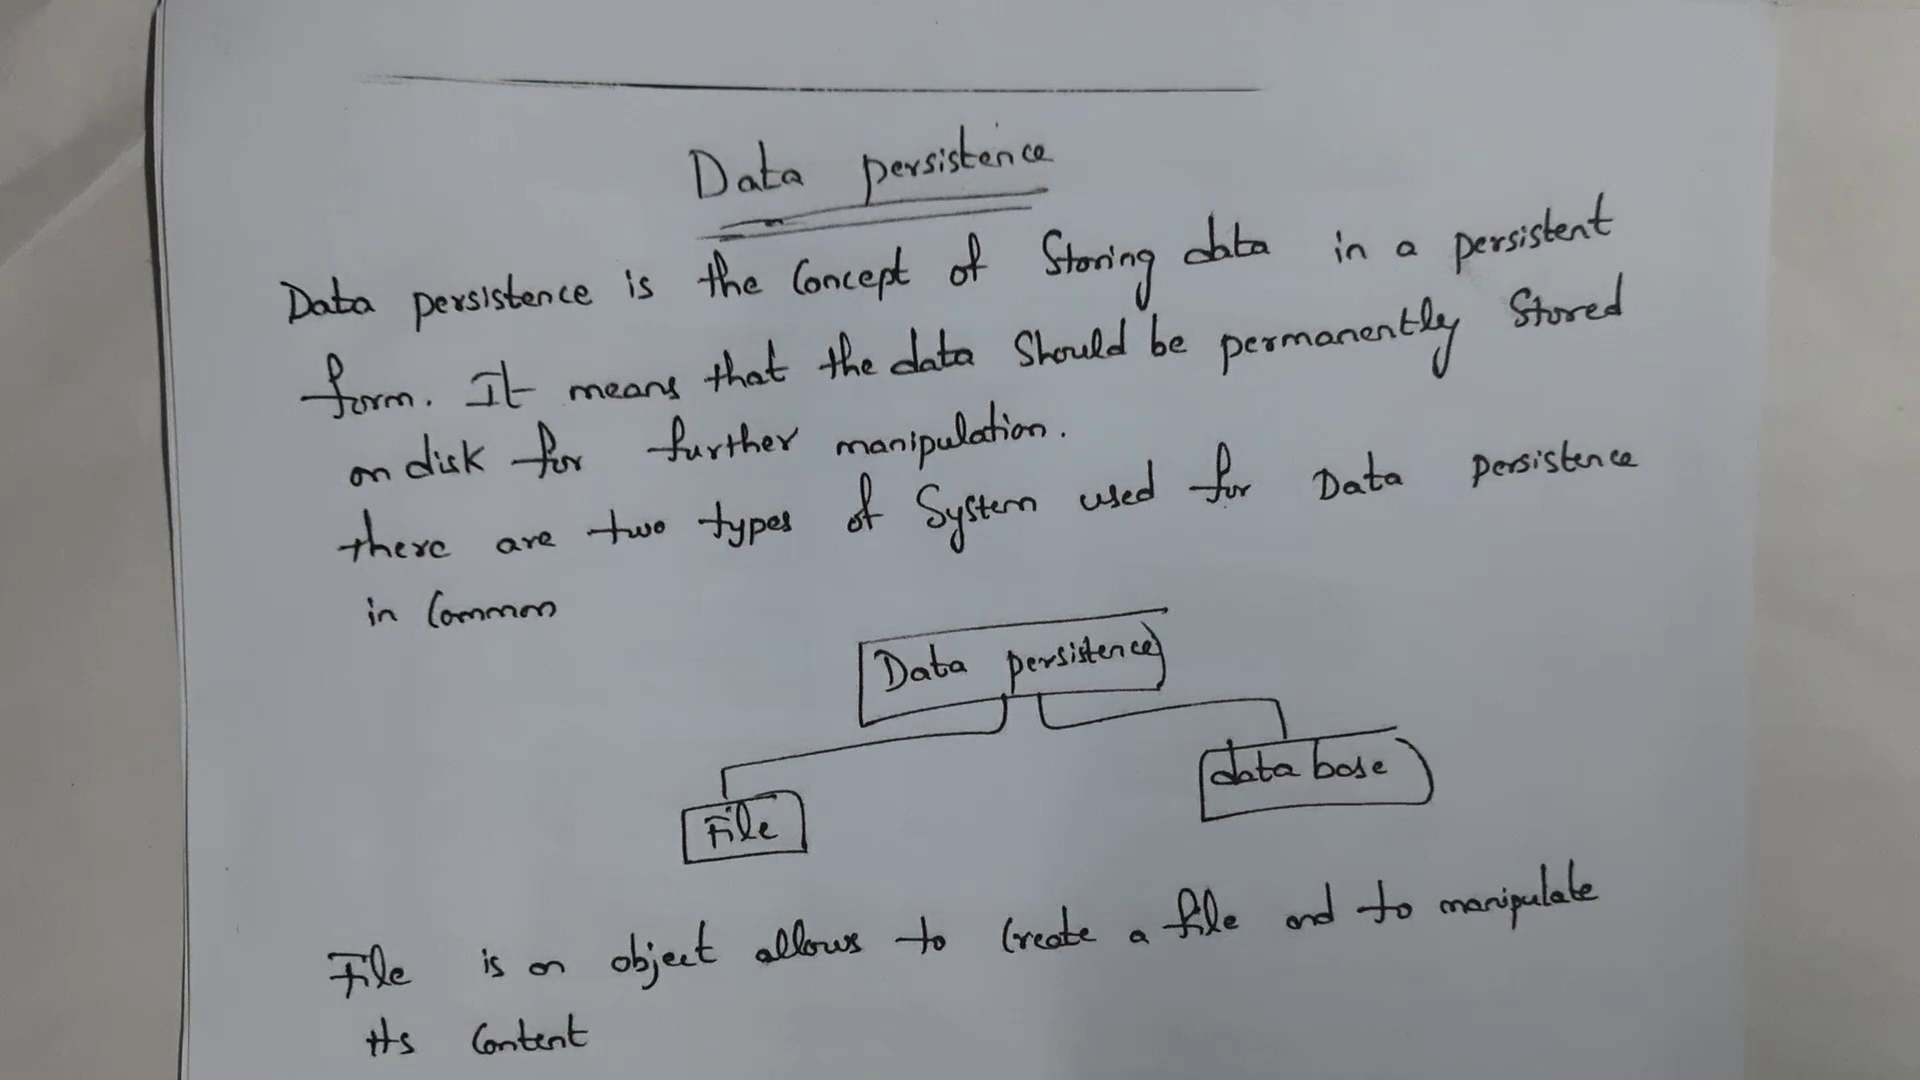 Data persistence
Data persistence is the Concept of Storing data in a persistent
form. It means that the data Should be permanently Stored
on disk for further manipulation.
there are two types of System used for Data persistence
in Common
Data persistence
data base
File
File is an object allows to Create a file and to manipulate
its Content